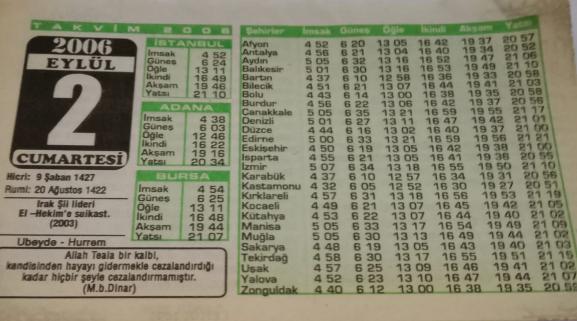 TAKVİM 2006
2006
EYLÜL
2
CUMARTESİ
Hicri: 9 Şaban 1427
Rumi: 20 Ağustos 1422
Irak Şii lideri
El –Hekim'e suikast.
(2003)
Ubeyde - Hurrem
İSTANBUL
İmsak 4 52
Güneş 6 24
Öğle 13 11
İkindi 16 49
Akşam 19 46
Yatsı 21 10
ADANA
İmsak 4 38
Güneş 6 03
Öğle 12 46
İkindi 16 22
Akşam 19 16
Yatsı 20 34
BURSA
İmsak 4 54
Güneş 6 25
Öğle 13 11
İkindi 16 48
Akşam 19 44
Yatsı 21 07
Allah Teala bir kalbi,
kendisinden hayayı gidermekle cezalandırdığı
kadar hiçbir şeyle cezalandırmamıştır.
(M.b.Dinar)
Şehirler İmsak Güneş Öğle İkindi Akşam Yatsı
Afyon 4 52 6 20 13 05 16 42 19 37 20 57
Antalya 4 56 6 21 13 04 16 40 19 34 20 52
Aydın 5 05 6 32 13 16 16 52 19 47 21 06
Balıkesir 5 01 6 30 13 16 16 53 19 49 21 10
Bartın 4 37 6 10 12 58 16 36 19 33 20 58
Bilecik 4 51 6 21 13 07 16 44 19 41 21 03
Bolu 4 43 6 14 13 00 16 38 19 35 20 58
Burdur 4 56 6 22 13 06 16 42 19 37 20 56
Çanakkale 5 05 6 35 13 21 16 59 19 55 21 17
Denizli 5 01 6 27 13 11 16 47 19 42 21 01
Düzce 4 44 6 16 13 02 16 40 19 37 21 00
Edirne 5 00 6 33 13 21 16 59 19 56 21 21
Eskişehir 4 50 6 19 13 05 16 42 19 38 21 00
Isparta 4 55 6 21 13 05 16 41 19 36 20 55
İzmir 5 07 6 34 13 18 16 55 19 50 21 10
Karabük 4 37 6 10 12 57 16 34 19 31 20 56
Kastamonu 4 32 6 05 12 52 16 30 19 27 20 51
Kırklareli 4 57 6 31 13 18 16 56 19 53 21 18
Kocaeli 4 49 6 21 13 07 16 45 19 42 21 05
Kütahya 4 53 6 22 13 07 16 44 19 40 21 02
Manisa 5 05 6 33 13 17 16 54 19 49 21 09
Muğla 5 05 6 30 13 13 16 49 19 44 21 02
Sakarya 4 48 6 19 13 05 16 43 19 40 21 03
Tekirdağ 4 58 6 30 13 17 16 55 19 51 21 15
Uşak 4 57 6 25 13 09 16 46 19 41 21 02
Yalova 4 52 6 23 13 10 16 47 19 44 21 07
Zonguldak 4 40 6 12 13 00 16 38 19 35 20 59